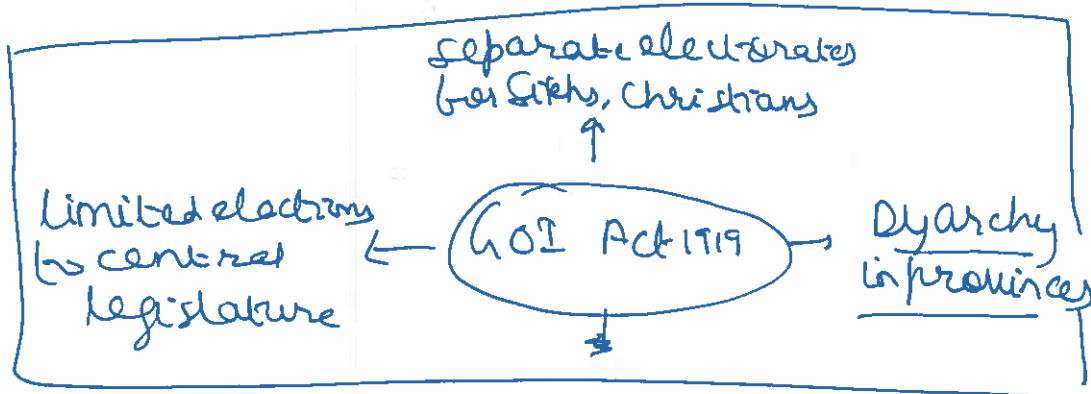 separate electorates
for Sikhs, Christians
limited elections
to central
legislature
GOI Act 1919
Dyarchy
in provinces